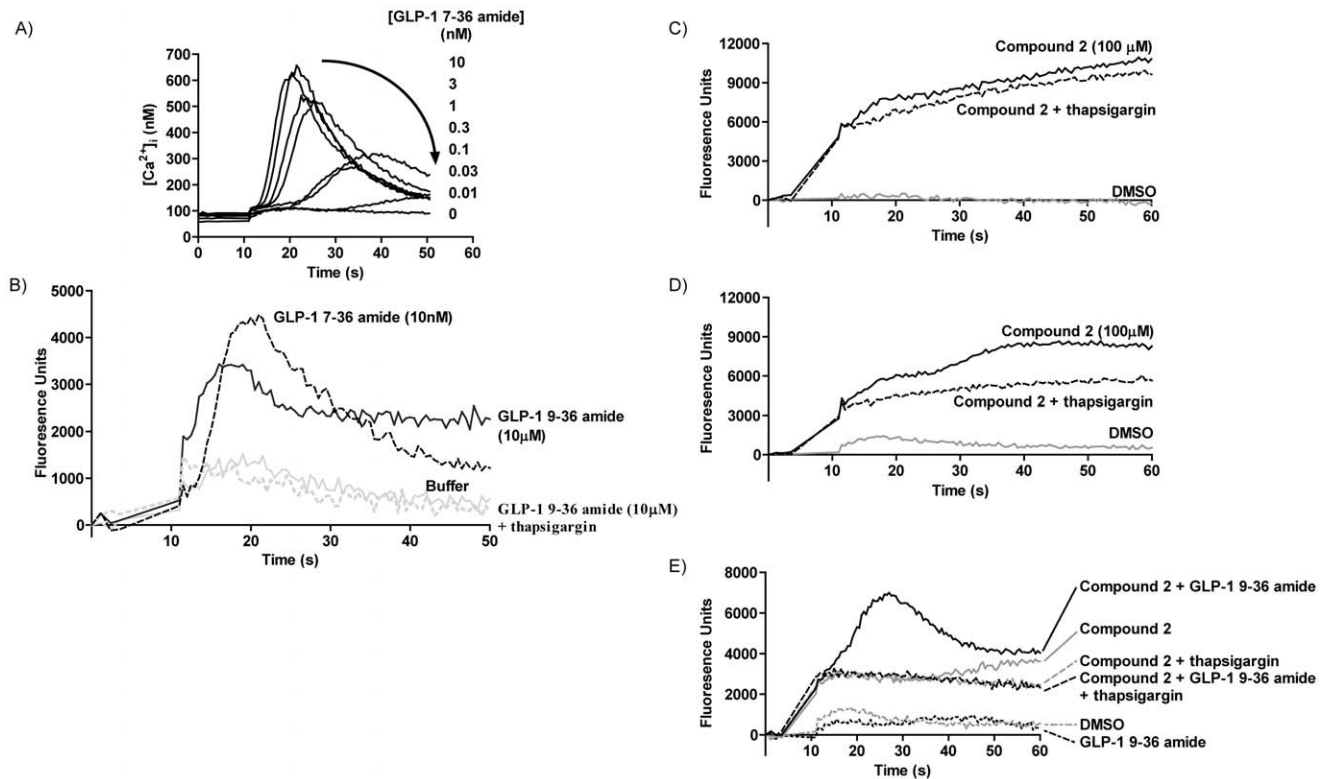 A)
[GLP-1 7-36 amide]
(nM)
700
600
500
400
300
200
100
0
[Ca2+]i (nM)
10
3
1
0.3
0.1
0.03
0.01
0
0 10 20 30 40 50 60
Time (s)
B)
5000
4000
3000
2000
1000
0
Fluoresence Units
GLP-1 7-36 amide (10nM)
GLP-1 9-36 amide
(10μM)
Buffer
GLP-1 9-36 amide (10μM)
+ thapsigargin
10 20 30 40 50
Time (s)
C)
12000
9000
6000
3000
0
Fluoresence Units
Compound 2 (100 μM)
Compound 2 + thapsigargin
DMSO
10 20 30 40 50 60
Time (s)
D)
12000
9000
6000
3000
0
Fluoresence Units
Compound 2 (100μM)
Compound 2 + thapsigargin
DMSO
10 20 30 40 50 60
Time (s)
E)
8000
6000
4000
2000
0
Fluoresence Units
Compound 2 + GLP-1 9-36 amide
Compound 2
Compound 2 + thapsigargin
Compound 2 + GLP-1 9-36 amide
+ thapsigargin
DMSO
GLP-1 9-36 amide
10 20 30 40 50 60
Time (s)